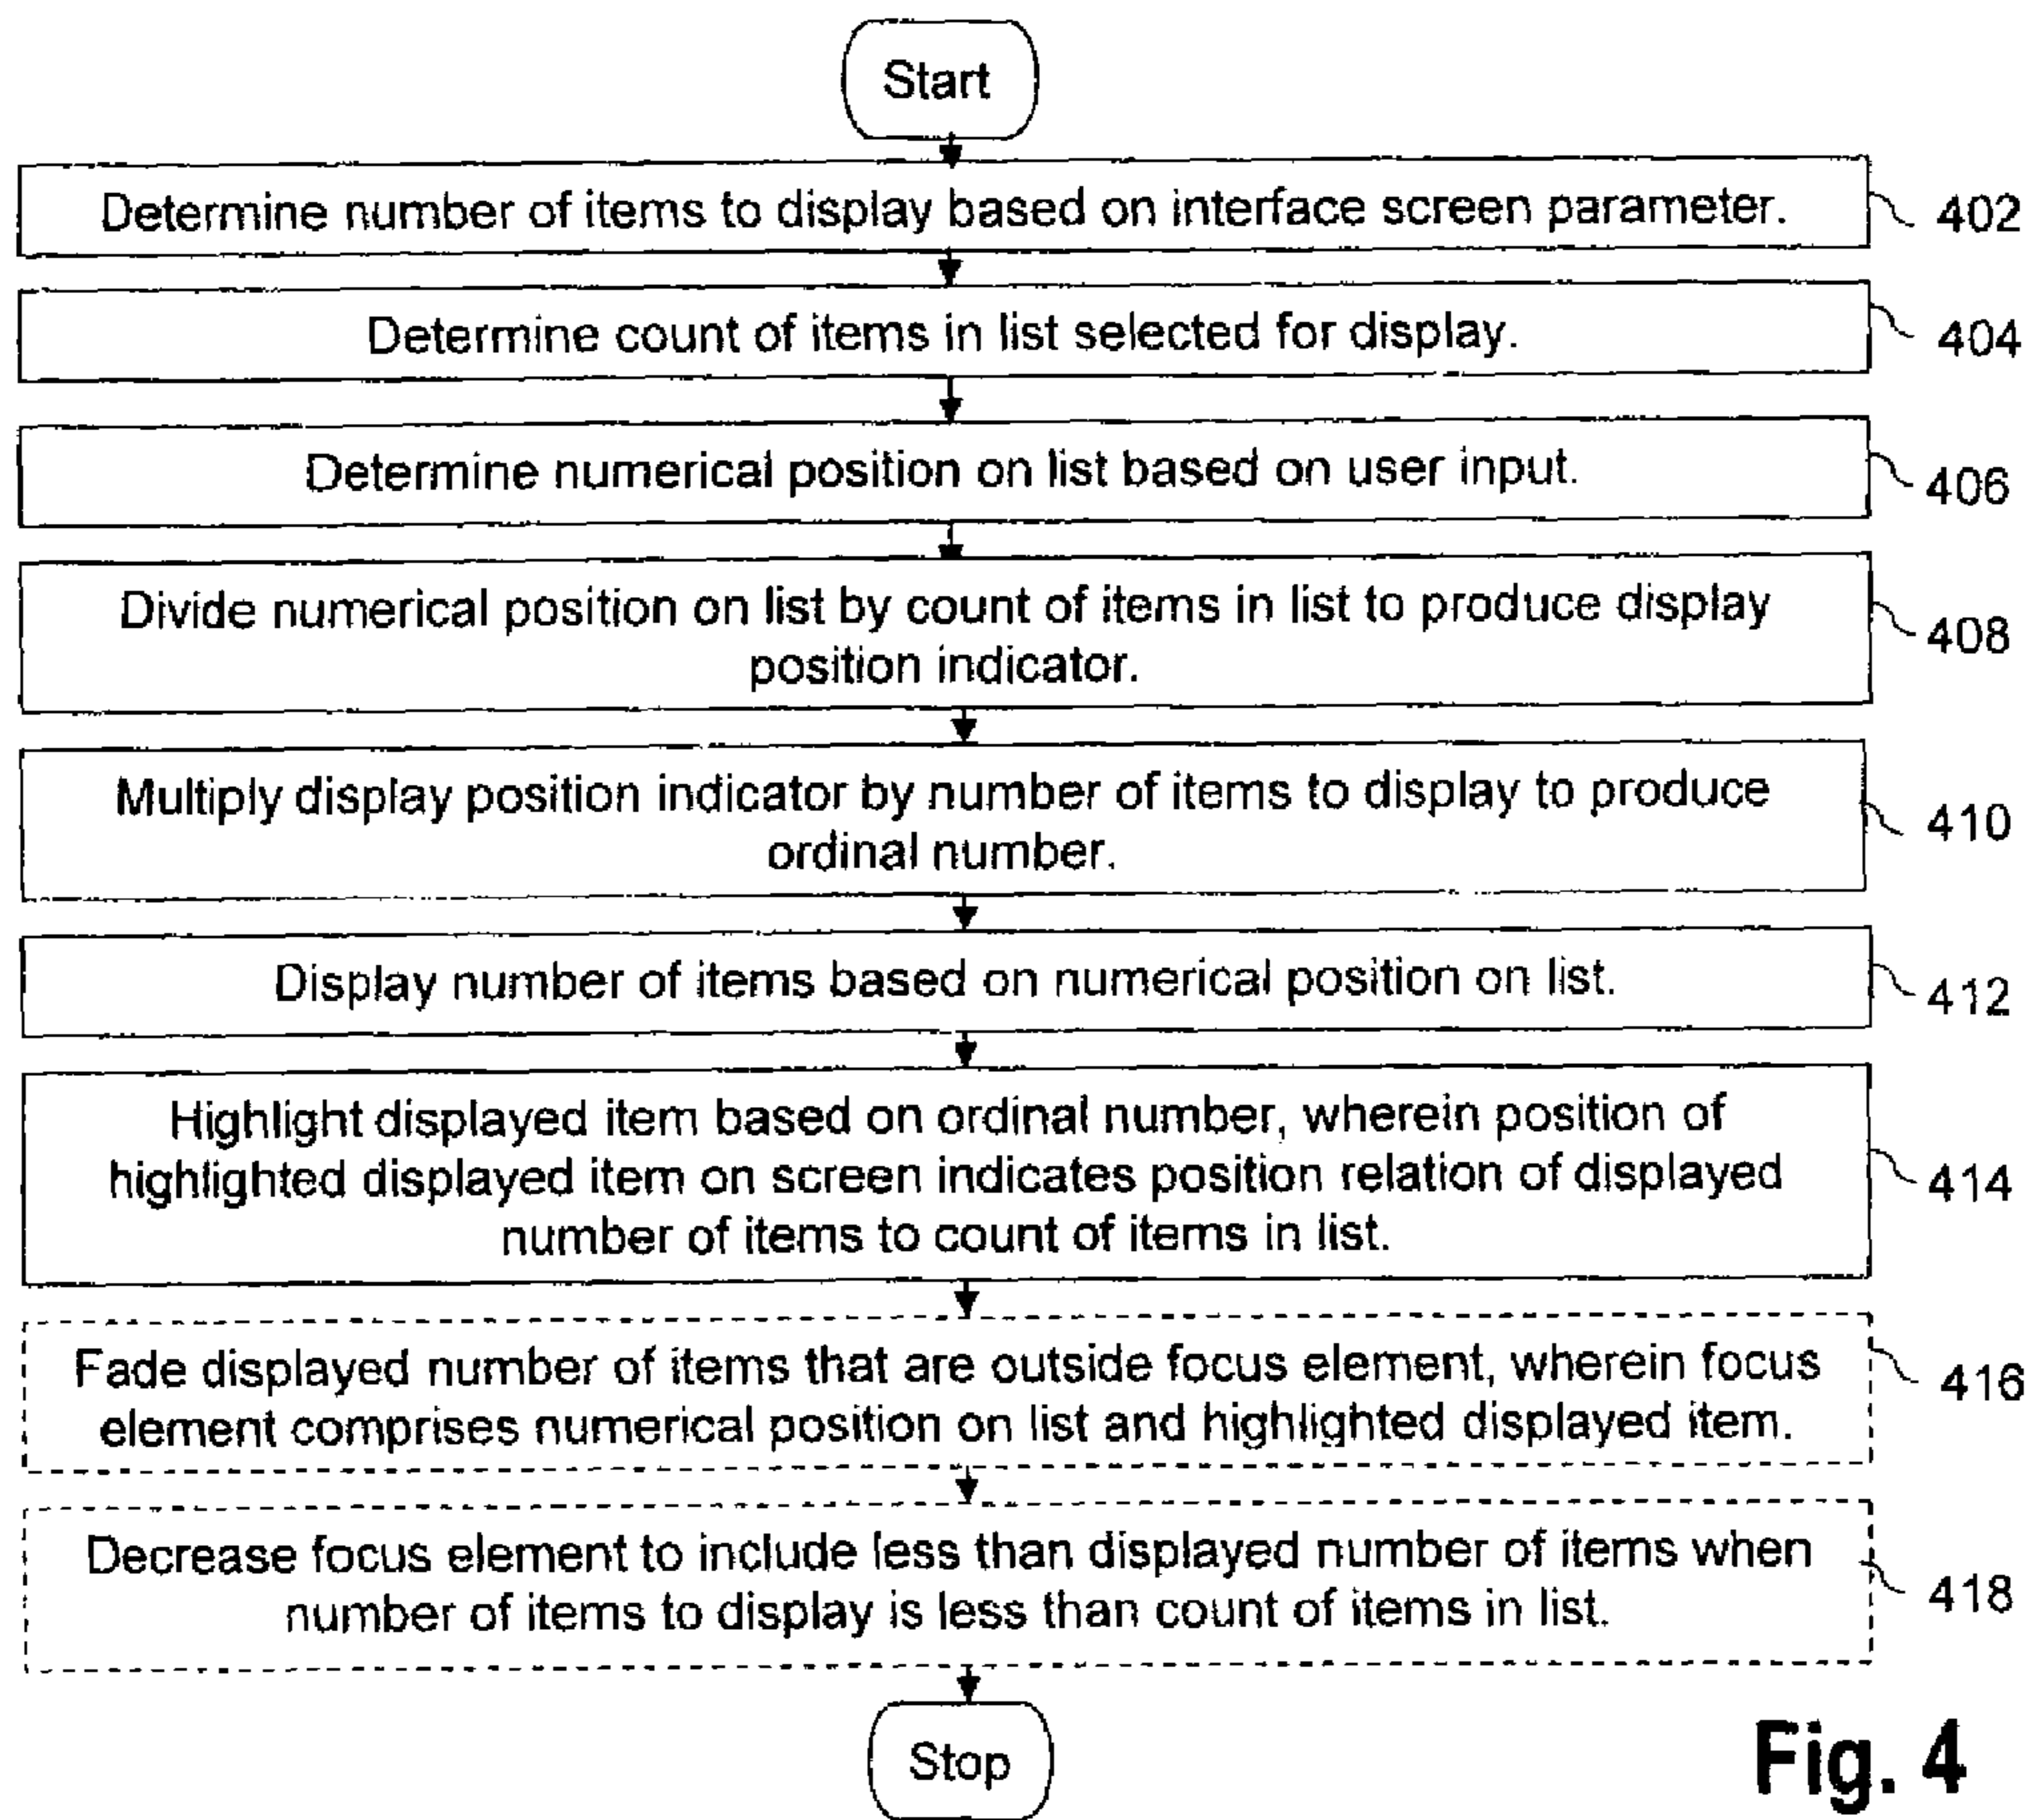 Start
Determine number of items to display based on interface screen parameter.
402
Determine count of items in list selected for display.
404
Determine numerical position on list based on user input.
406
Divide numerical position on list by count of items in list to produce display
position indicator.
408
Multiply display position indicator by number of items to display to produce
ordinal number.
410
Display number of items based on numerical position on list.
412
Highlight displayed item based on ordinal number, wherein position of
highlighted displayed item on screen indicates position relation of displayed
number of items to count of items in list.
414
Fade displayed number of items that are outside focus element, wherein focus
element comprises numerical position on list and highlighted displayed item.
416
Decrease focus element to include less than displayed number of items when
number of items to display is less than count of items in list.
418
Stop
Fig. 4